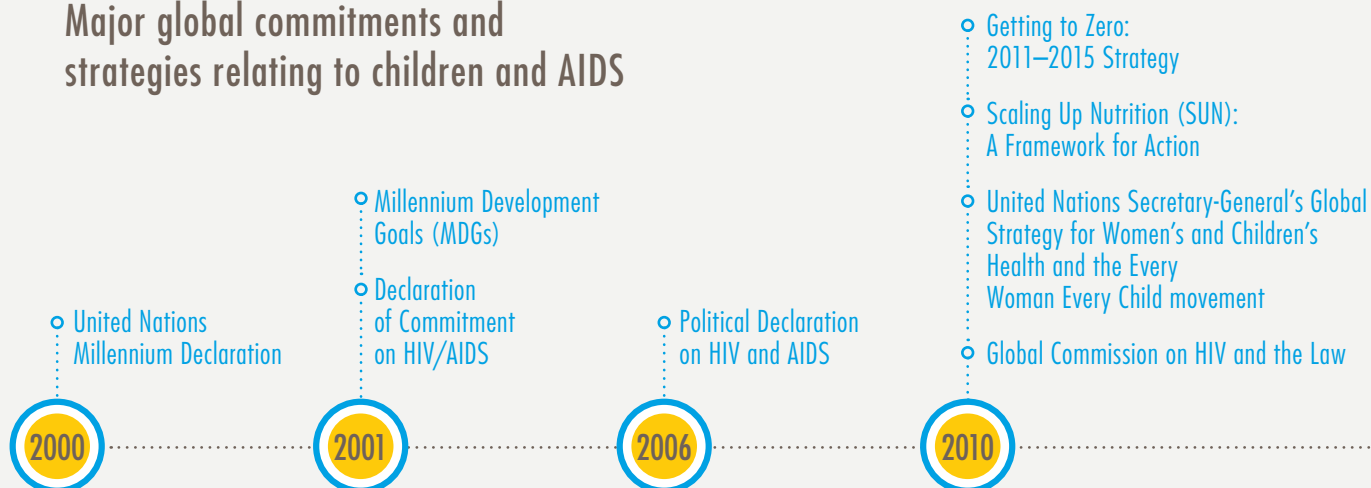 Major global commitments and
strategies relating to children and AIDS
United Nations
Millennium Declaration
2000
Millennium Development
Goals (MDGs)
Declaration
of Commitment
on HIV/AIDS
2001
Political Declaration
on HIV and AIDS
2006
Getting to Zero:
2011–2015 Strategy
Scaling Up Nutrition (SUN):
A Framework for Action
United Nations Secretary-General’s Global
Strategy for Women’s and Children’s
Health and the Every
Woman Every Child movement
Global Commission on HIV and the Law
2010